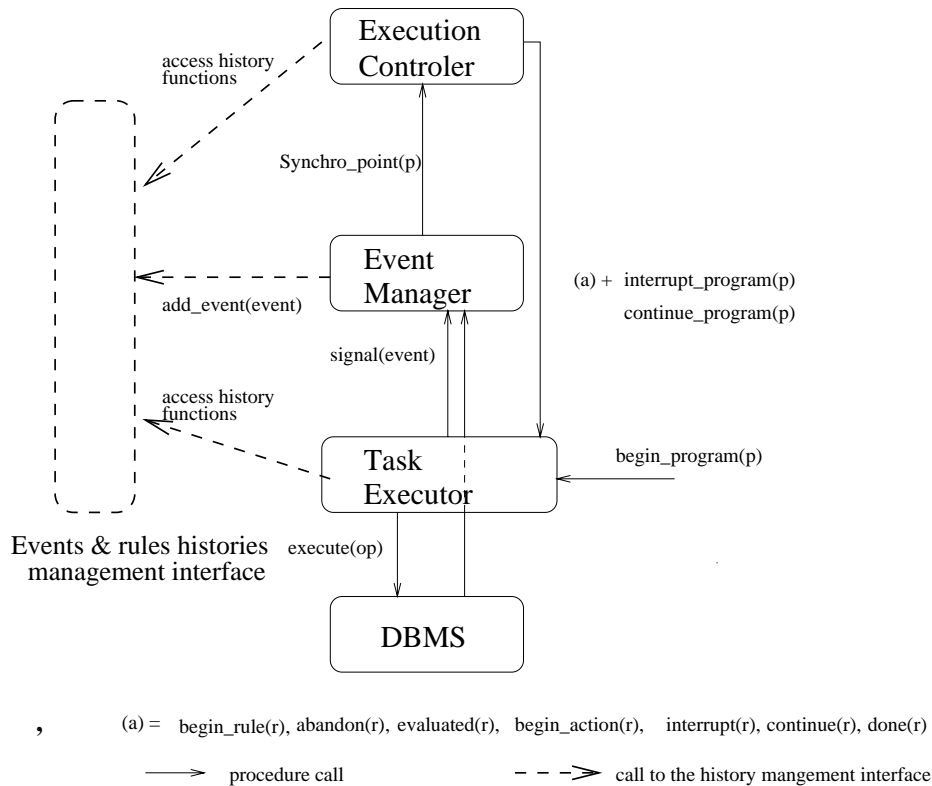 Execution
Controler
access history
functions
Synchro_point(p)
Event
Manager
(a) + interrupt_program(p)
continue_program(p)
add_event(event)
signal(event)
access history
functions
Task
Executor
begin_program(p)
Events & rules histories
management interface
execute(op)
DBMS
, (a) = begin_rule(r), abandon(r), evaluated(r), begin_action(r), interrupt(r), continue(r), done(r)
procedure call
call to the history mangement interface